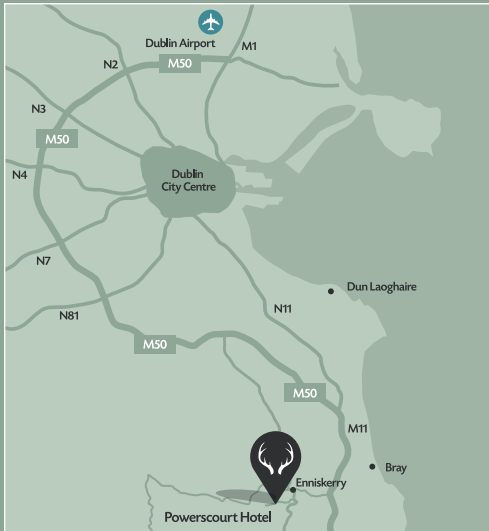 Dublin Airport
M1
N2
M50
N3
M50
Dublin
City Centre
N4
N7
Dun Laoghaire
N11
N81
M50
M50
M11
Bray
Enniskerry
Powerscourt Hotel